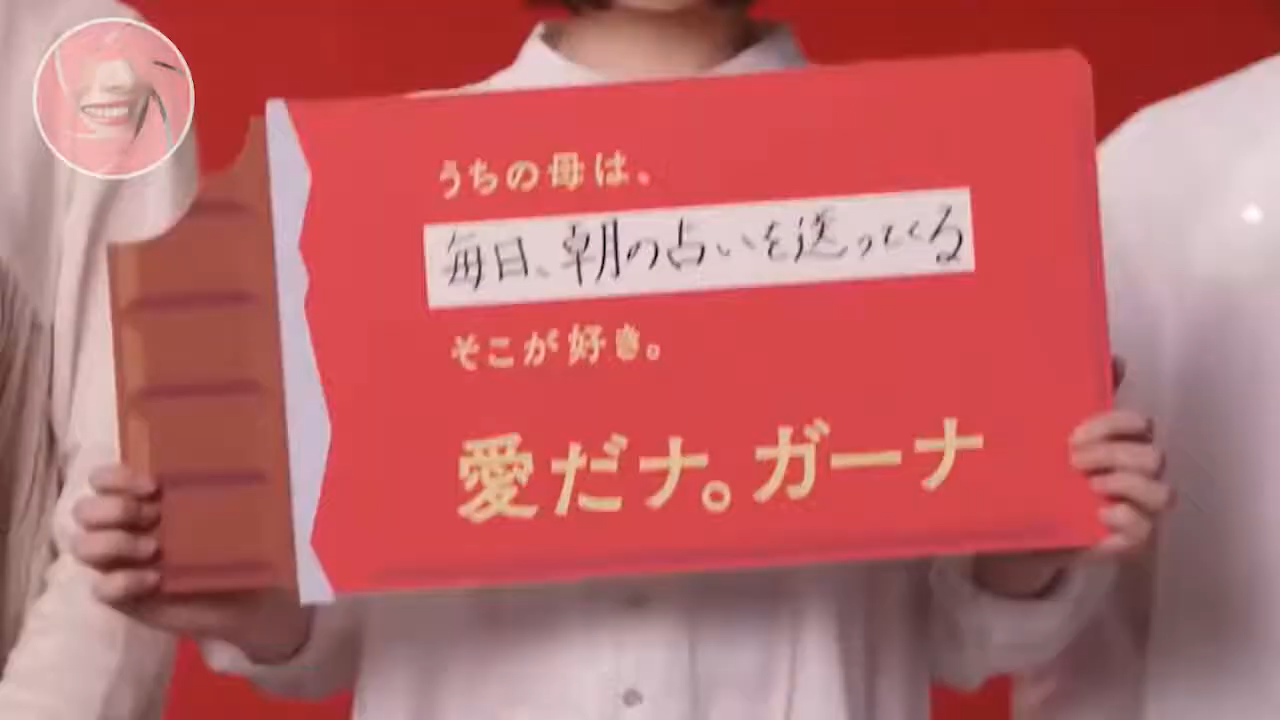 うちの母は、
毎日、朝の占いを送ってくる
そこが好き。
愛だナ。ガーナ